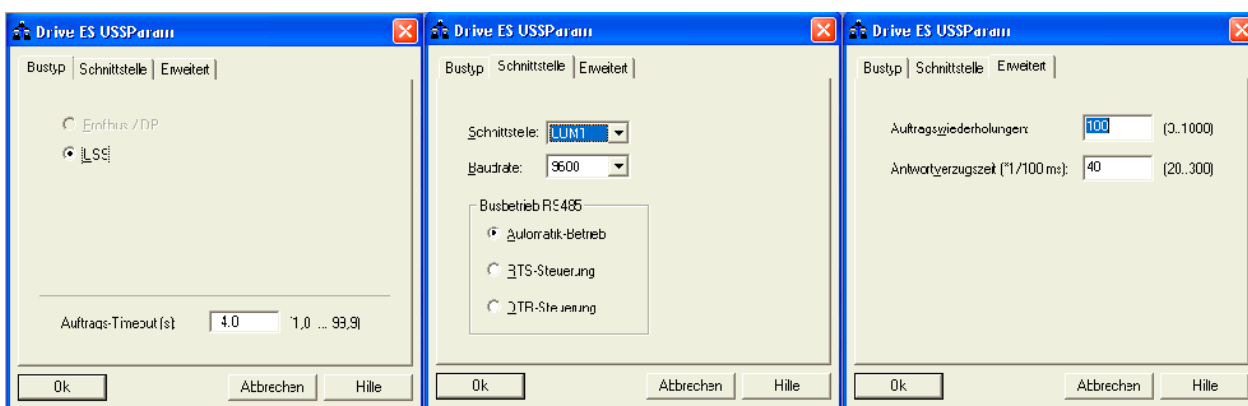 Drive ES USSParam
Bustyp Schnittstelle Erweitert
Profibus / DP
USS
Auftrags-Timeout (s): 4.0 (1,0 ... 99,9)
Ok Abbrechen Hilfe
Drive ES USSParam
Bustyp Schnittstelle Erweitert
Schnittstelle: COM1
Baudrate: 9600
Busbetrieb RS485
Automatik-Betrieb
RTS-Steuerung
DTR-Steuerung
Ok Abbrechen Hilfe
Drive ES USSParam
Bustyp Schnittstelle Erweitert
Auftragswiederholungen: 100 (0..1000)
Antwortverzugszeit (*1/100 ms): 40 (20..300)
Ok Abbrechen Hilfe